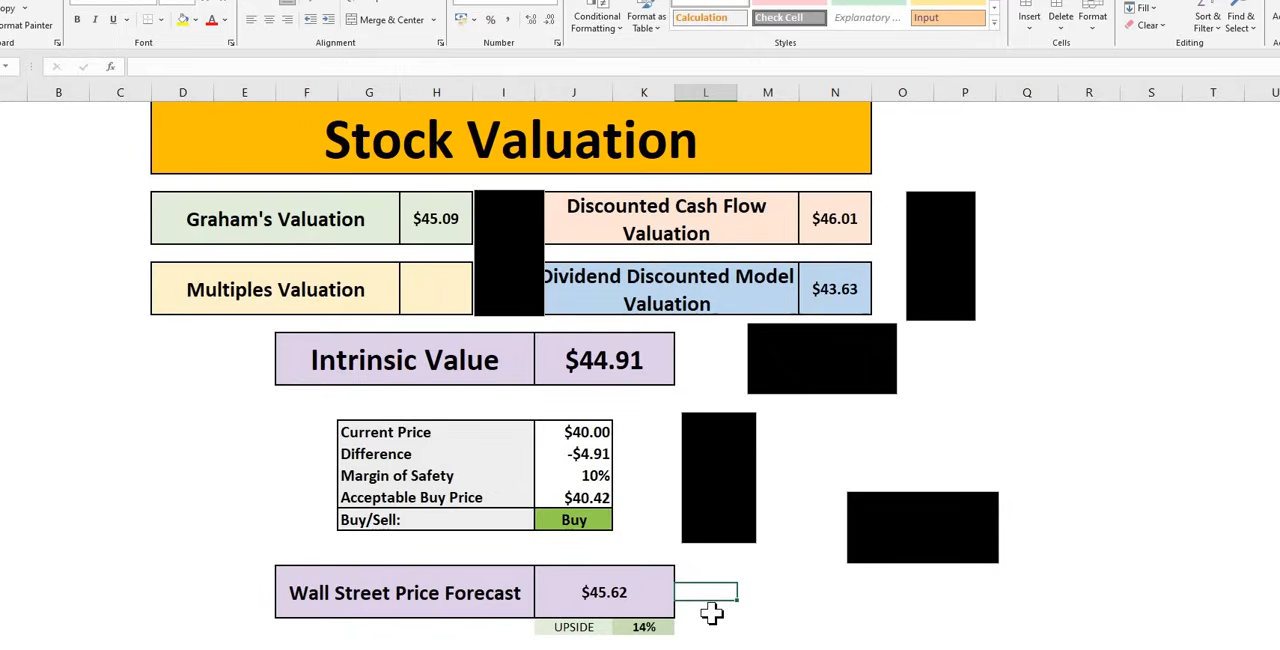 Copy
Format Painter
B I U
A
Merge & Center
%
Conditional
Formatting
Format as
Table
Calculation
Check Cell
Explanatory ...
Input
Insert
Delete
Format
Fill
Clear
Sort &
Filter
Find &
Select
Font
Alignment
Number
Styles
Cells
Editing
fx
B C D E F G H I J K L M N O P Q R S T U
Stock Valuation
Graham's Valuation $45.09
Discounted Cash Flow
Valuation
$46.01
Multiples Valuation
Dividend Discounted Model
Valuation
$43.63
Intrinsic Value $44.91
Current Price $40.00
Difference -$4.91
Margin of Safety 10%
Acceptable Buy Price $40.42
Buy/Sell: Buy
Wall Street Price Forecast $45.62
UPSIDE 14%